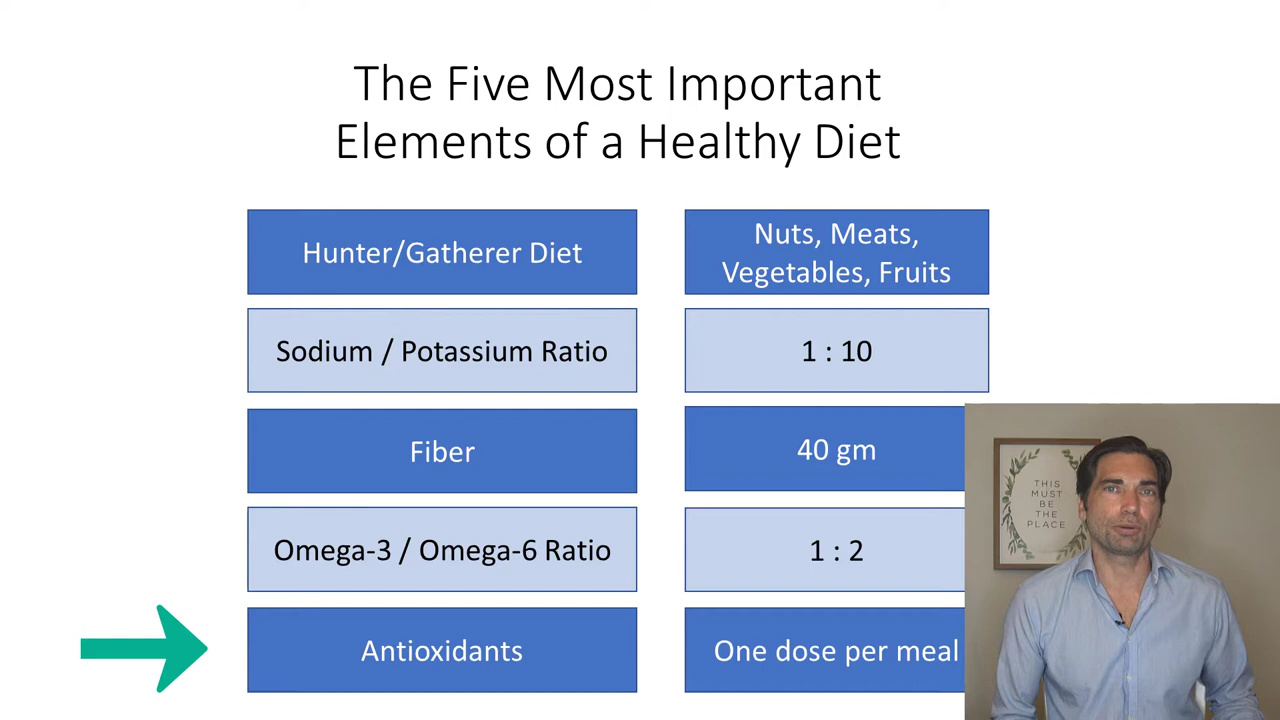 The Five Most Important
Elements of a Healthy Diet
Hunter/Gatherer Diet
Nuts, Meats,
Vegetables, Fruits
Sodium / Potassium Ratio
1 : 10
Fiber
40 gm
Omega-3 / Omega-6 Ratio
1 : 2
Antioxidants
One dose per meal
THIS
MUST
BE
THE
PLACE